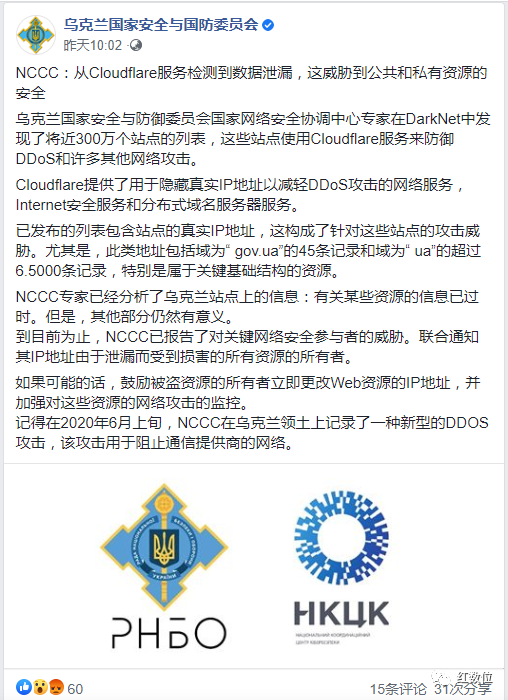 乌克兰国家安全与国防委员会
昨天10:02 ·
NCCC：从Cloudflare服务检测到数据泄漏，这威胁到公共和私有资源的
安全
乌克兰国家安全与防御委员会国家网络安全协调中心专家在DarkNet中发
现了将近300万个站点的列表，这些站点使用Cloudflare服务来防御
DDoS和许多其他网络攻击。
Cloudflare提供了用于隐藏真实IP地址以减轻DDoS攻击的网络服务，
Internet安全服务和分布式域名服务器服务。
已发布的列表包含站点的真实IP地址，这构成了针对这些站点的攻击威
胁。尤其是，此类地址包括域为“ gov.ua”的45条记录和域为“ ua”的超过
6.5000条记录，特别是属于关键基础结构的资源。
NCCC专家已经分析了乌克兰站点上的信息：有关某些资源的信息已过
时。但是，其他部分仍然有意义。
到目前为止，NCCC已报告了对关键网络安全参与者的威胁。联合通知
其IP地址由于泄漏而受到损害的所有资源的所有者。
如果可能的话，鼓励被盗资源的所有者立即更改Web资源的IP地址，并
加强对这些资源的网络攻击的监控。
记得在2020年6月上旬，NCCC在乌克兰领土上记录了一种新型的DDOS
攻击，该攻击用于阻止通信提供商的网络。
РНБО
НКЦК
НАЦІОНАЛЬНИЙ КООРДИНАЦІЙНИЙ
ЦЕНТР КІБЕРБЕЗПЕКИ
60
15条评论 31次分享
红数位